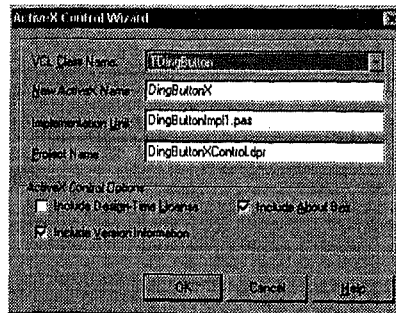 ActiveX Control Wizard
VCL Class Name: TDingButton
New ActiveX Name: DingButtonX
Implementation Unit: DingButtonImpl1.pas
Project Name: DingButtonXControl.dpr
ActiveX Control Options
Include Design-Time License Include About Box
Include Version Information
OK Cancel Help